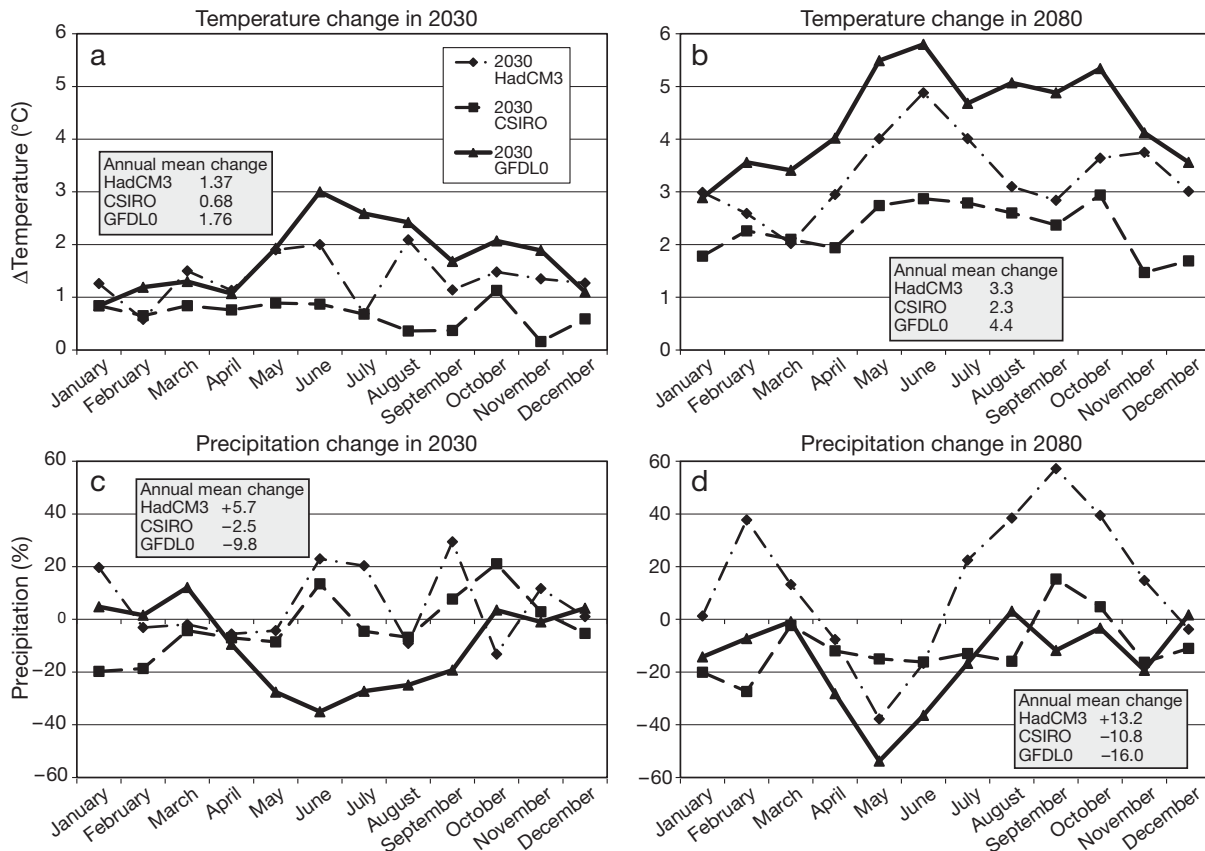 Temperature change in 2030
a
ΔTemperature (°C)
6
5
4
3
2
1
0
2030
HadCM3
2030
CSIRO
2030
GFDL0
Annual mean change
HadCM3 1.37
CSIRO 0.68
GFDL0 1.76
January
February
March
April
May
June
July
August
September
October
November
December
Temperature change in 2080
b
6
5
4
3
2
1
0
Annual mean change
HadCM3 3.3
CSIRO 2.3
GFDL0 4.4
January
February
March
April
May
June
July
August
September
October
November
December
Precipitation change in 2030
c
Precipitation (%)
60
40
20
0
−20
−40
−60
Annual mean change
HadCM3 +5.7
CSIRO −2.5
GFDL0 −9.8
January
February
March
April
May
June
July
August
September
October
November
December
Precipitation change in 2080
d
60
40
20
0
−20
−40
−60
Annual mean change
HadCM3 +13.2
CSIRO −10.8
GFDL0 −16.0
January
February
March
April
May
June
July
August
September
October
November
December